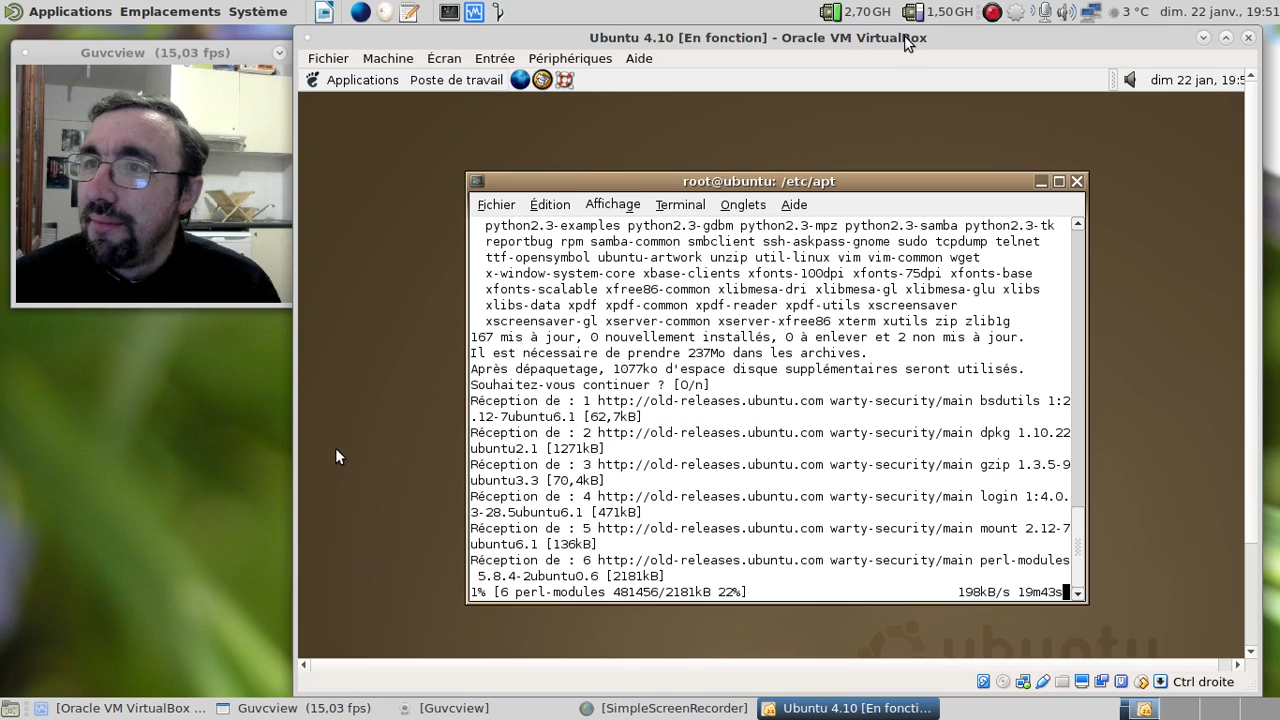 Applications Emplacements Système
2,70 GH 1,50 GH 3 °C dim. 22 janv., 19:51
Guvcview (15,03 fps)
Ubuntu 4.10 [En fonction] - Oracle VM VirtualBox
Fichier Machine Écran Entrée Périphériques Aide
Applications Poste de travail
dim 22 jan, 19:5
root@ubuntu: /etc/apt
Fichier Édition Affichage Terminal Onglets Aide
python2.3-examples python2.3-gdbm python2.3-mpz python2.3-samba python2.3-tk
reportbug rpm samba-common smbclient ssh-askpass-gnome sudo tcpdump telnet
ttf-opensymbol ubuntu-artwork unzip util-linux vim vim-common wget
x-window-system-core xbase-clients xfonts-100dpi xfonts-75dpi xfonts-base
xfonts-scalable xfree86-common xlibmesa-dri xlibmesa-gl xlibmesa-glu xlibs
xlibs-data xpdf xpdf-common xpdf-reader xpdf-utils xscreensaver
xscreensaver-gl xserver-common xserver-xfree86 xterm xutils zip zlib1g
167 mis à jour, 0 nouvellement installés, 0 à enlever et 2 non mis à jour.
Il est nécessaire de prendre 237Mo dans les archives.
Après dépaquetage, 1077ko d'espace disque supplémentaires seront utilisés.
Souhaitez-vous continuer ? [O/n]
Réception de : 1 http://old-releases.ubuntu.com warty-security/main bsdutils 1:2
.12-7ubuntu6.1 [62,7kB]
Réception de : 2 http://old-releases.ubuntu.com warty-security/main dpkg 1.10.22
ubuntu2.1 [1271kB]
Réception de : 3 http://old-releases.ubuntu.com warty-security/main gzip 1.3.5-9
ubuntu3.3 [70,4kB]
Réception de : 4 http://old-releases.ubuntu.com warty-security/main login 1:4.0.
3-28.5ubuntu6.1 [471kB]
Réception de : 5 http://old-releases.ubuntu.com warty-security/main mount 2.12-7
ubuntu6.1 [136kB]
Réception de : 6 http://old-releases.ubuntu.com warty-security/main perl-modules
5.8.4-2ubuntu0.6 [2181kB]
1% [6 perl-modules 481456/2181kB 22%] 198kB/s 19m43s
ubuntu
Ctrl droite
[Oracle VM VirtualBox ... Guvcview (15,03 fps) [Guvcview] [SimpleScreenRecorder] Ubuntu 4.10 [En foncti...